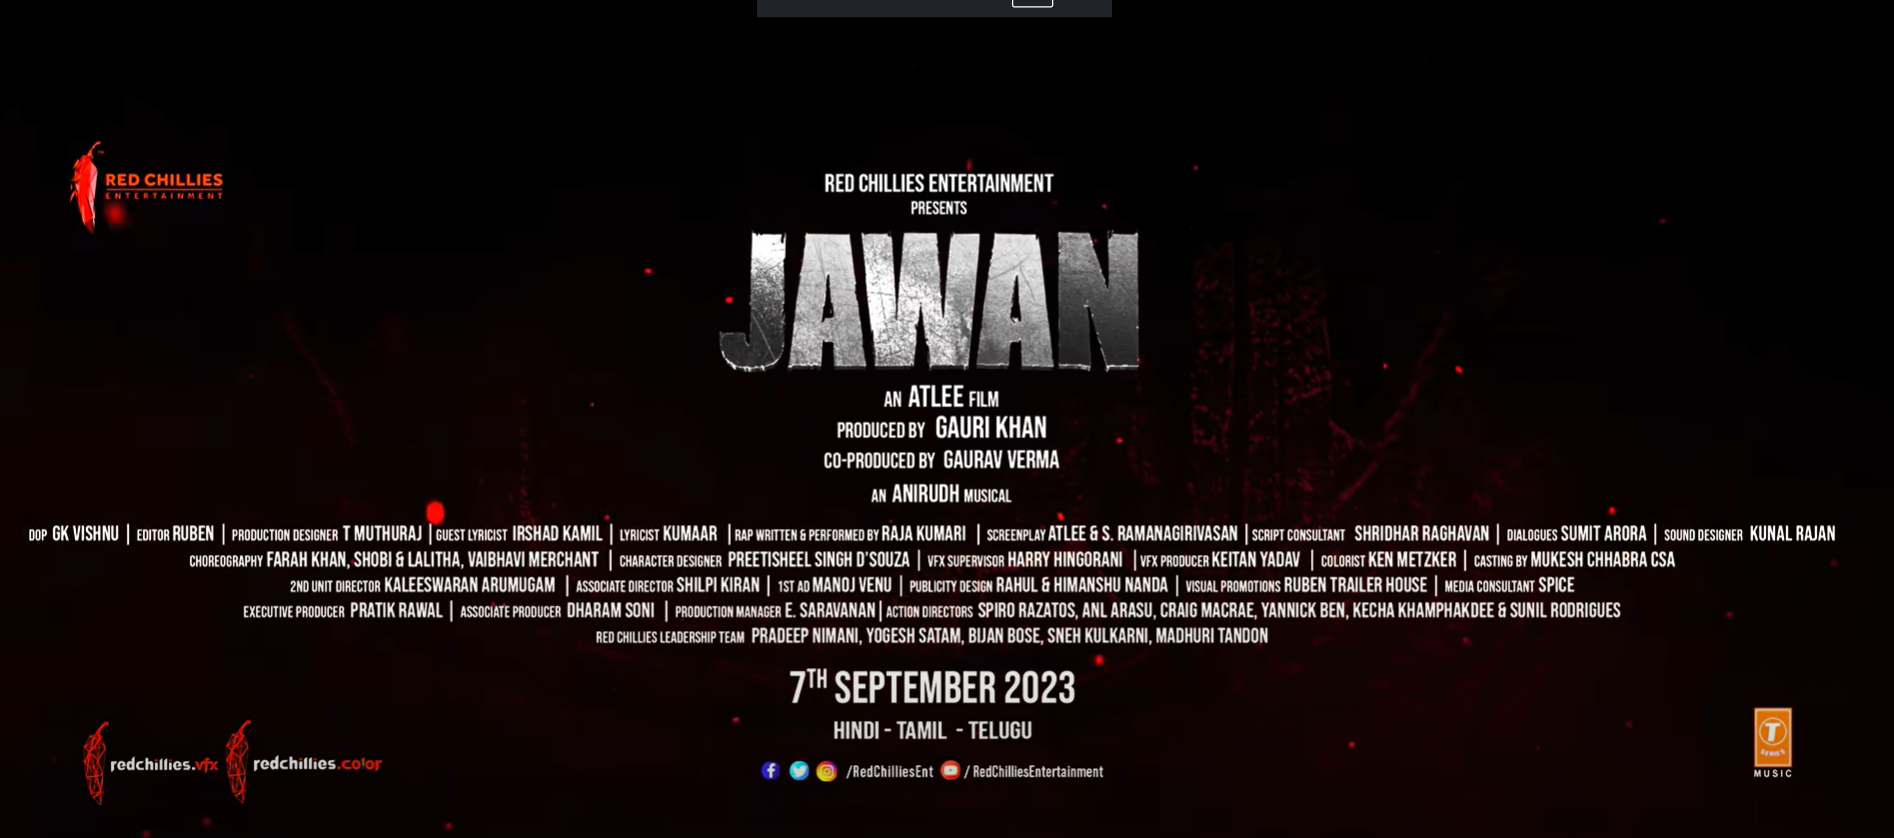 RED CHILLIES
ENTERTAINMENT
RED CHILLIES ENTERTAINMENT
PRESENTS
JAWAN
AN ATLEE FILM
PRODUCED BY GAURI KHAN
CO-PRODUCED BY GAURAV VERMA
AN ANIRUDH MUSICAL
DOP GK VISHNU | EDITOR RUBEN | PRODUCTION DESIGNER T MUTHURAJ | GUEST LYRICIST IRSHAD KAMIL | LYRICIST KUMAAR | RAP WRITTEN & PERFORMED BY RAJA KUMARI | SCREENPLAY ATLEE & S. RAMANAGIRIVASAN | SCRIPT CONSULTANT SHRIDHAR RAGHAVAN | DIALOGUES SUMIT ARORA | SOUND DESIGNER KUNAL RAJAN
CHOREOGRAPHY FARAH KHAN, SHOBI & LALITHA, VAIBHAVI MERCHANT | CHARACTER DESIGNER PREETISHEEL SINGH D'SOUZA | VFX SUPERVISOR HARRY HINGORANI | VFX PRODUCER KEITAN YADAV | COLORIST KEN METZKER | CASTING BY MUKESH CHHABRA CSA
2ND UNIT DIRECTOR KALEESWARAN ARUMUGAM | ASSOCIATE DIRECTOR SHILPI KIRAN | 1ST AD MANOJ VENU | PUBLICITY DESIGN RAHUL & HIMANSHU NANDA | VISUAL PROMOTIONS RUBEN TRAILER HOUSE | MEDIA CONSULTANT SPICE
EXECUTIVE PRODUCER PRATIK RAWAL | ASSOCIATE PRODUCER DHARAM SONI | PRODUCTION MANAGER E. SARAVANAN | ACTION DIRECTORS SPIRO RAZATOS, ANL ARASU, CRAIG MACRAE, YANNICK BEN, KECHA KHAMPHAKDEE & SUNIL RODRIGUES
RED CHILLIES LEADERSHIP TEAM PRADEEP NIMANI, YOGESH SATAM, BIJAN BOSE, SNEH KULKARNI, MADHURI TANDON
7TH SEPTEMBER 2023
HINDI - TAMIL - TELUGU
redchillies.vfx redchillies.color
/RedChilliesEnt / RedChilliesEntertainment
T
SERIES
MUSIC